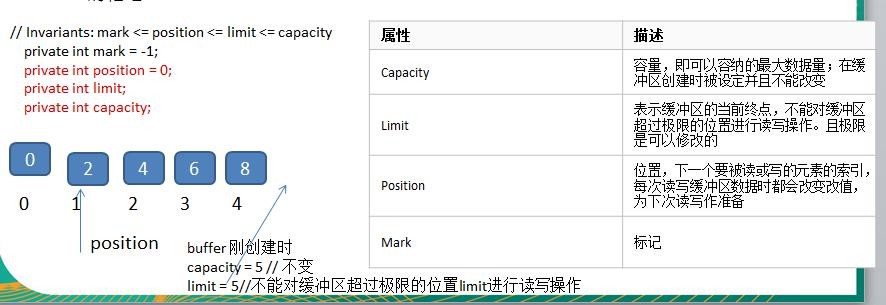 // Invariants: mark <= position <= limit <= capacity
private int mark = -1;
private int position = 0;
private int limit;
private int capacity;
0 2 4 6 8
0 1 2 3 4
position
buffer 刚创建时
capacity = 5 // 不变
limit = 5//不能对缓冲区超过极限的位置limit进行读写操作
属性 描述
Capacity
容量，即可以容纳的最大数据量；在缓
冲区创建时被设定并且不能改变
Limit
表示缓冲区的当前终点，不能对缓冲区
超过极限的位置进行读写操作。且极限
是可以修改的
Position
位置，下一个要被读或写的元素的索引，
每次读写缓冲区数据时都会改变改值，
为下次读写作准备
Mark 标记